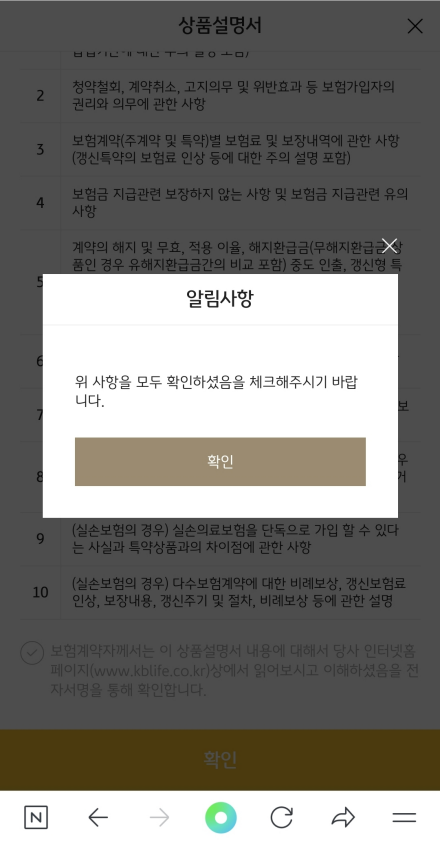 상품설명서
2
청약철회, 계약취소, 고지의무 및 위반효과 등 보험가입자의
권리와 의무에 관한 사항
3
보험계약(주계약 및 특약)별 보험료 및 보장내역에 관한 사항
(갱신특약의 보험료 인상 등에 대한 주의 설명 포함)
4
보험금 지급관련 보장하지 않는 사항 및 보험금 지급관련 유의
사항
계약의 해지 및 무효, 적용 이율, 해지환급금(무해지환급금 상
품인 경우 유해지환급금간의 비교 포함) 중도 인출, 갱신형 특
5
알림사항
위 사항을 모두 확인하셨음을 체크해주시기 바랍
니다.
확인
6
7
보
8
우
9
(실손보험의 경우) 실손의료보험을 단독으로 가입 할 수 있다
는 사실과 특약상품과의 차이점에 관한 사항
10
(실손보험의 경우) 다수보험계약에 대한 비례보상, 갱신보험료
인상, 보장내용, 갱신주기 및 절차, 비례보상 등에 관한 설명
보험계약자께서는 이 상품설명서 내용에 대해서 당사 인터넷홈
페이지(www.kblife.co.kr)상에서 읽어보시고 이해하셨음을 전
자서명을 통해 확인합니다.
확인
N